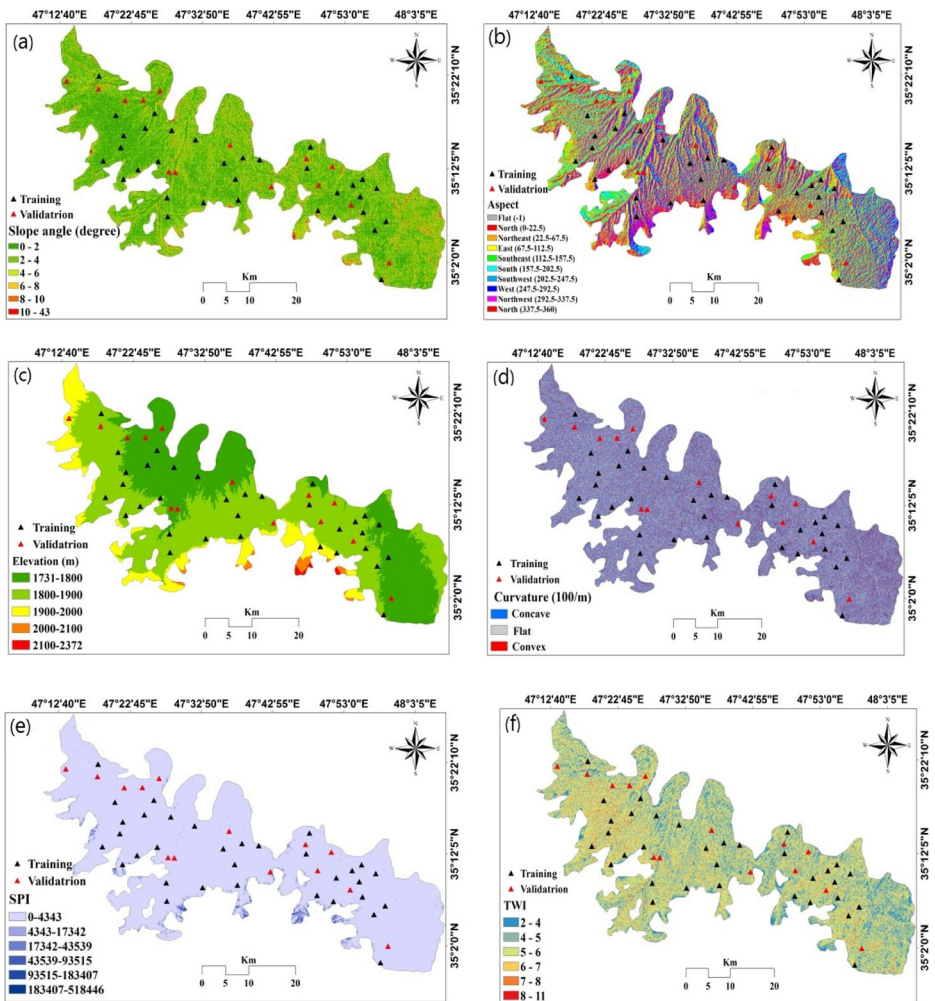 47°12'40"E 47°22'45"E 47°32'50"E 47°42'55"E 47°53'0"E 48°3'5"E
(a)
N
W E
S
35°22'10"N
35°12'5"N
35°2'0"N
Training
Validatrion
Slope angle (degree)
0 - 2
2 - 4
4 - 6
6 - 8
8 - 10
10 - 43
Km
0 5 10 20
47°12'40"E 47°22'45"E 47°32'50"E 47°42'55"E 47°53'0"E 48°3'5"E
(b)
N
W E
S
35°22'10"N
35°12'5"N
35°2'0"N
Training
Validatrion
Aspect
Flat (-1)
North (0-22.5)
Northeast (22.5-67.5)
East (67.5-112.5)
Southeast (112.5-157.5)
South (157.5-202.5)
Southwest (202.5-247.5)
West (247.5-292.5)
Northwest (292.5-337.5)
North (337.5-360)
Km
0 5 10 20
47°12'40"E 47°22'45"E 47°32'50"E 47°42'55"E 47°53'0"E 48°3'5"E
(c)
N
W E
S
35°22'10"N
35°12'5"N
35°2'0"N
Training
Validatrion
Elevation (m)
1731-1800
1800-1900
1900-2000
2000-2100
2100-2372
Km
0 5 10 20
47°12'40"E 47°22'45"E 47°32'50"E 47°42'55"E 47°53'0"E 48°3'5"E
(d)
N
W E
S
35°22'10"N
35°12'5"N
35°2'0"N
Training
Validatrion
Curvature (100/m)
Concave
Flat
Convex
Km
0 5 10 20
47°12'40"E 47°22'45"E 47°32'50"E 47°42'55"E 47°53'0"E 48°3'5"E
(e)
N
W E
S
35°22'10"N
35°12'5"N
35°2'0"N
Training
Validatrion
SPI
0-4343
4343-17342
17342-43539
43539-93515
93515-183407
183407-518446
Km
0 5 10 20
47°12'40"E 47°22'45"E 47°32'50"E 47°42'55"E 47°53'0"E 48°3'5"E
(f)
N
W E
S
35°22'10"N
35°12'5"N
35°2'0"N
Training
Validatrion
TWI
2 - 4
4 - 5
5 - 6
6 - 7
7 - 8
8 - 11
Km
0 5 10 20